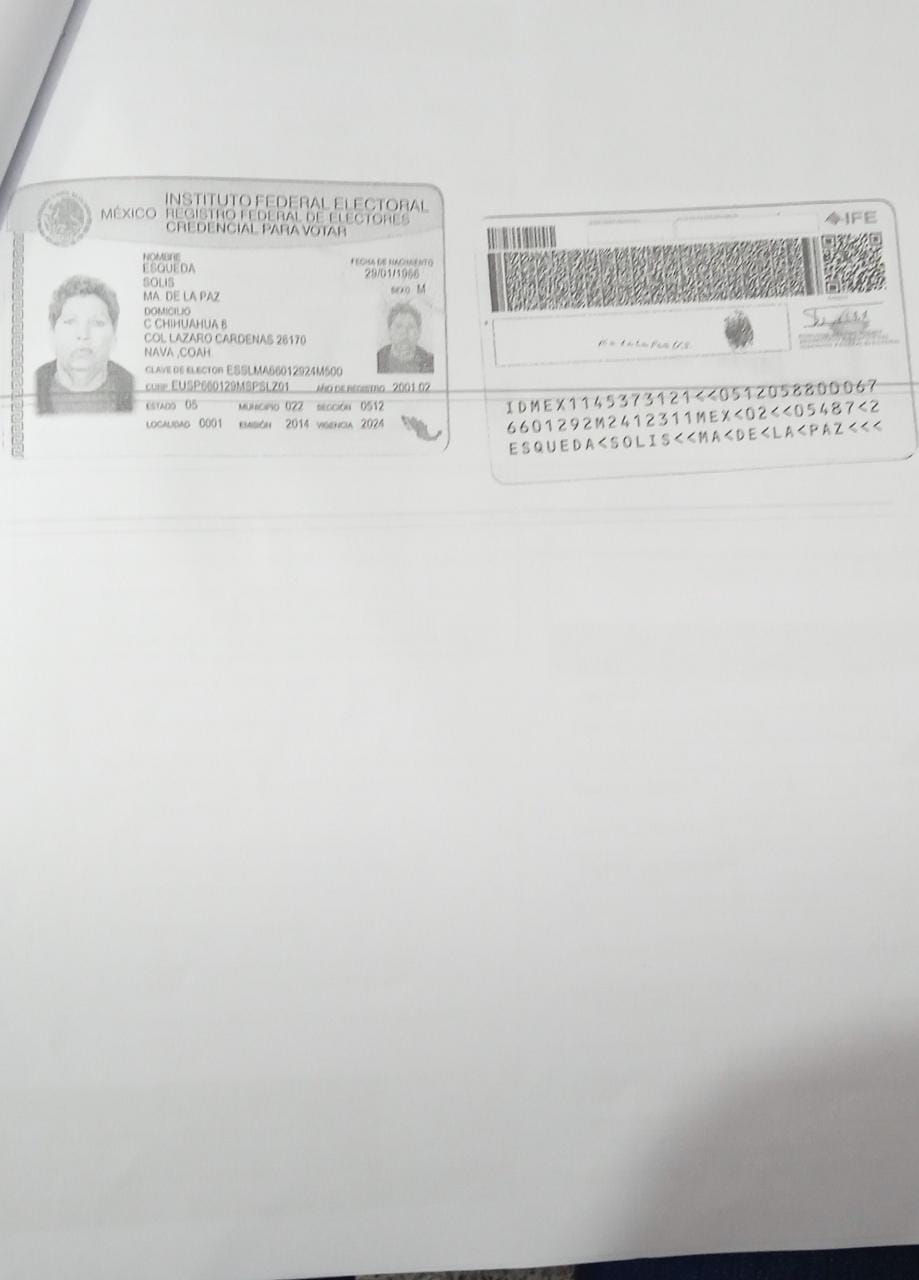 INSTITUTO FEDERAL ELECTORAL
MÉXICO REGISTRO FEDERAL DE ELECTORES
CREDENCIAL PARA VOTAR
NOMBRE
ESQUEDA
SOLIS
MA. DE LA PAZ
FECHA DE NACIMIENTO
29/01/1966
SEXO M
DOMICILIO
C CHIHUAHUA 8
COL LAZARO CARDENAS 26170
NAVA ,COAH
CLAVE DE ELECTOR ESSLMA66012924M500
CURP EUSP660129MSPSLZ01 AÑO DE REGISTRO 2001 02
ESTADO 05 MUNICIPIO 022 SECCIÓN 0512
LOCALIDAD 0001 EMISIÓN 2014 VIGENCIA 2024
IFE
IDMEX1145373121<<0512058800067
6601292M2412311MEX<02<<05487<2
ESQUEDA<SOLIS<<MA<DE<LA<PAZ<<<